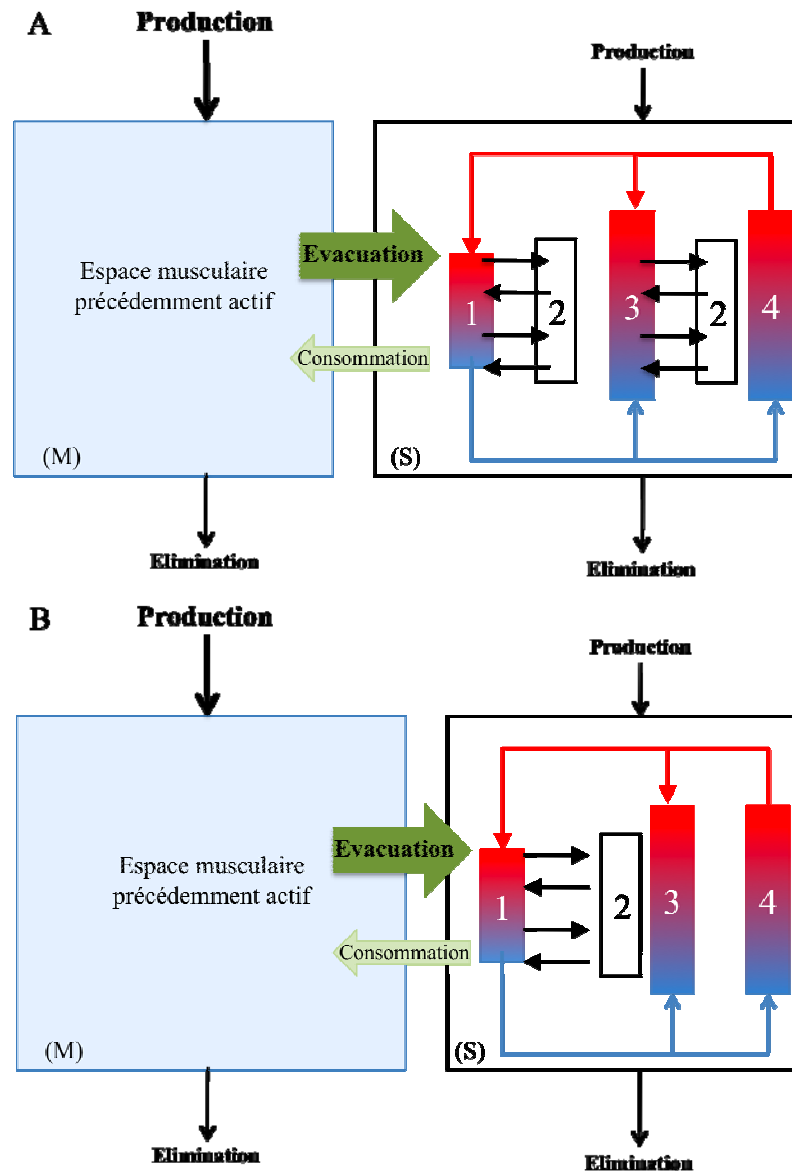 A
Production
Production
Espace musculaire
précédemment actif
Evacuation
Consommation
1
2
3
2
4
(M)
(S)
Elimination
Elimination
B
Production
Production
Espace musculaire
précédemment actif
Evacuation
Consommation
1
2
3
4
(M)
(S)
Elimination
Elimination